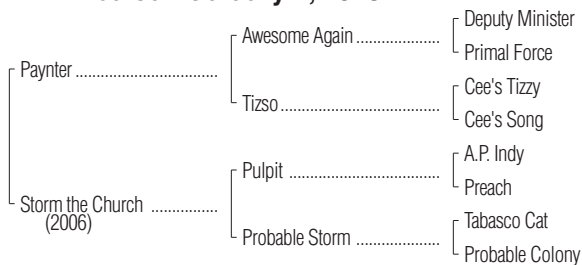 Deputy Minister
Awesome Again ....................
Primal Force
Paynter ..................................
Cee's Tizzy
Tizso ......................................
Cee's Song
A.P. Indy
Pulpit ....................................
Preach
Storm the Church ................
(2006)
Tabasco Cat
Probable Storm ....................
Probable Colony